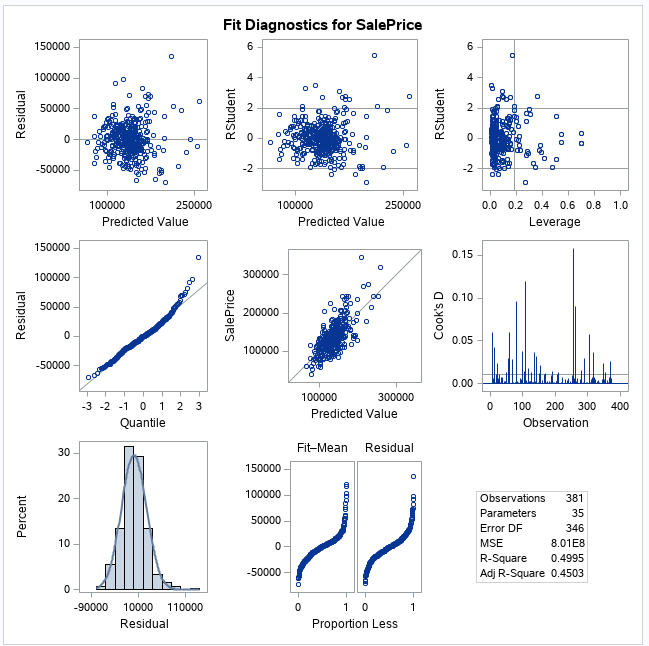 Fit Diagnostics for SalePrice
150000
100000
50000
0
-50000
Residual
100000
250000
Predicted Value
6
4
2
0
-2
RStudent
100000
250000
Predicted Value
6
4
2
0
-2
RStudent
0.0
0.2
0.4
0.6
0.8
1.0
Leverage
150000
100000
50000
0
-50000
Residual
-3
-2
-1
0
1
2
3
Quantile
300000
200000
100000
SalePrice
100000
300000
Predicted Value
0.15
0.10
0.05
0.00
Cook's D
0
100
200
300
400
Observation
30
20
10
0
Percent
-90000
10000
110000
Residual
Fit–Mean
Residual
150000
100000
50000
0
-50000
0
1
0
1
Proportion Less
Observations 381
Parameters 35
Error DF 346
MSE 8.01E8
R-Square 0.4995
Adj R-Square 0.4503